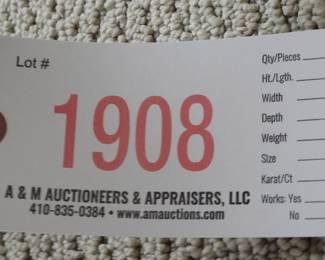 Lot #
1908
A & M AUCTIONEERS & APPRAISERS, LLC
410-835-0384 • www.amauctions.com
Qty/Pieces
Ht./Lgth.
Width
Depth
Weight
Size
Karat/Ct
Works: Yes
No